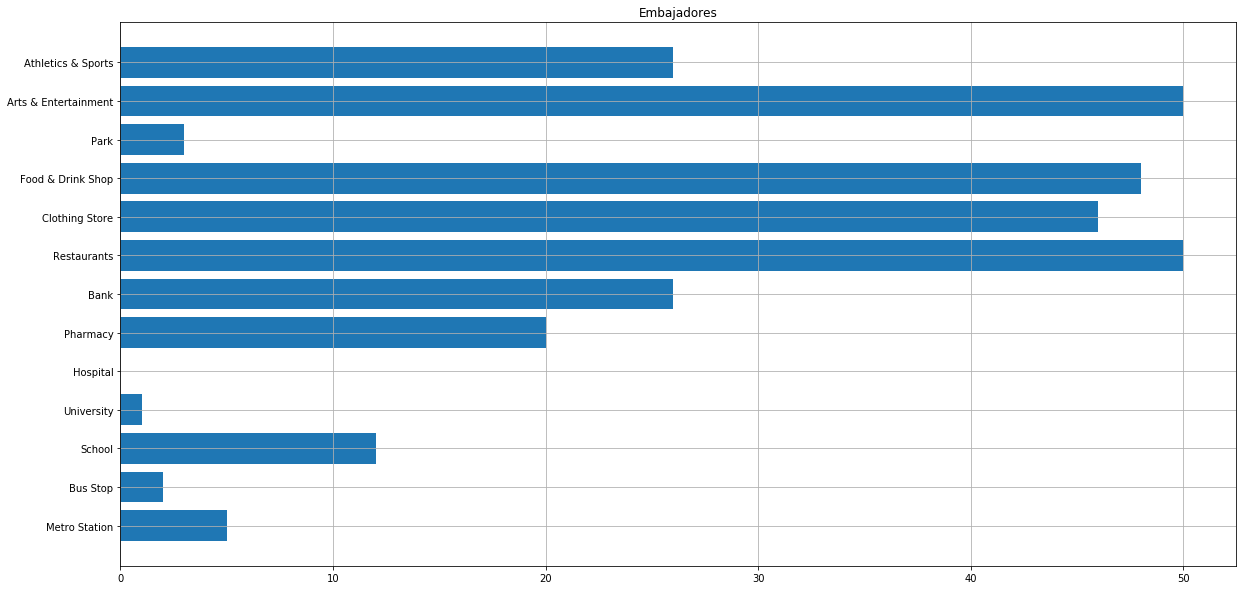 Embajadores
Athletics & Sports
Arts & Entertainment
Park
Food & Drink Shop
Clothing Store
Restaurants
Bank
Pharmacy
Hospital
University
School
Bus Stop
Metro Station
0 10 20 30 40 50